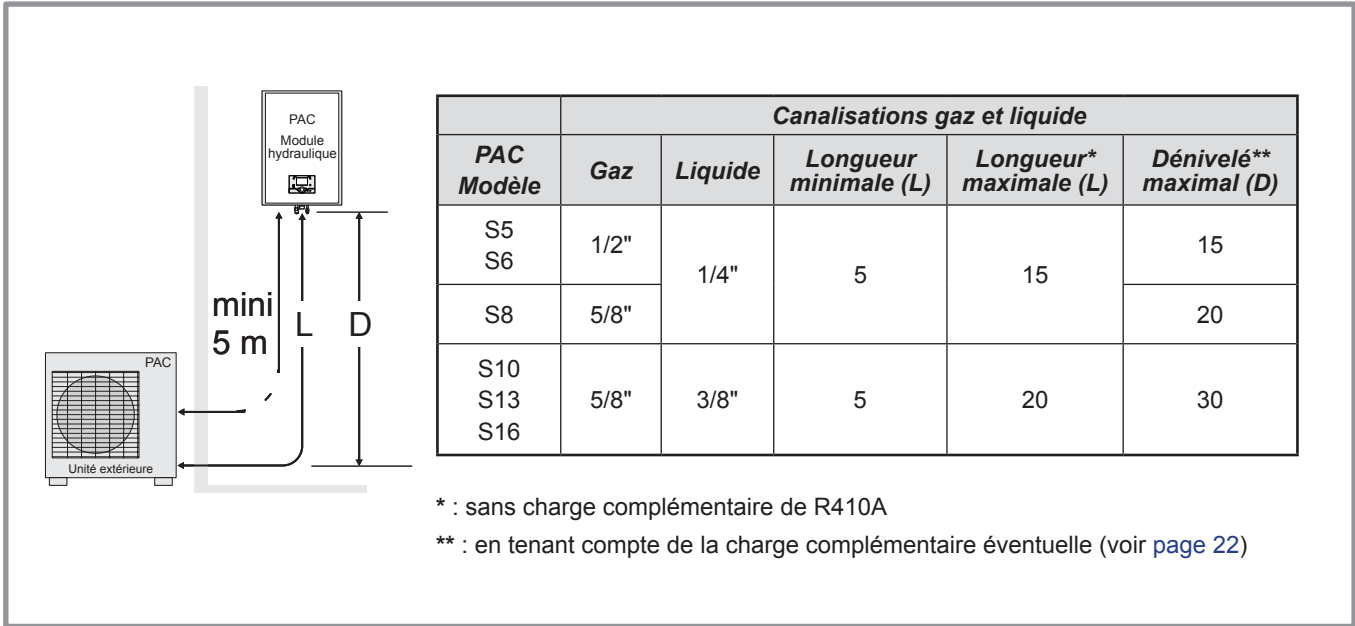 PAC
Module
hydraulique
mini
5 m
L
D
PAC
Unité extérieure
Canalisations gaz et liquide
PAC
Modèle
Gaz
Liquide
Longueur
minimale (L)
Longueur*
maximale (L)
Dénivelé**
maximal (D)
S5
S6
1/2"
1/4"
5
15
15
S8
5/8"
20
S10
S13
S16
5/8"
3/8"
5
20
30
* : sans charge complémentaire de R410A
** : en tenant compte de la charge complémentaire éventuelle (voir page 22)